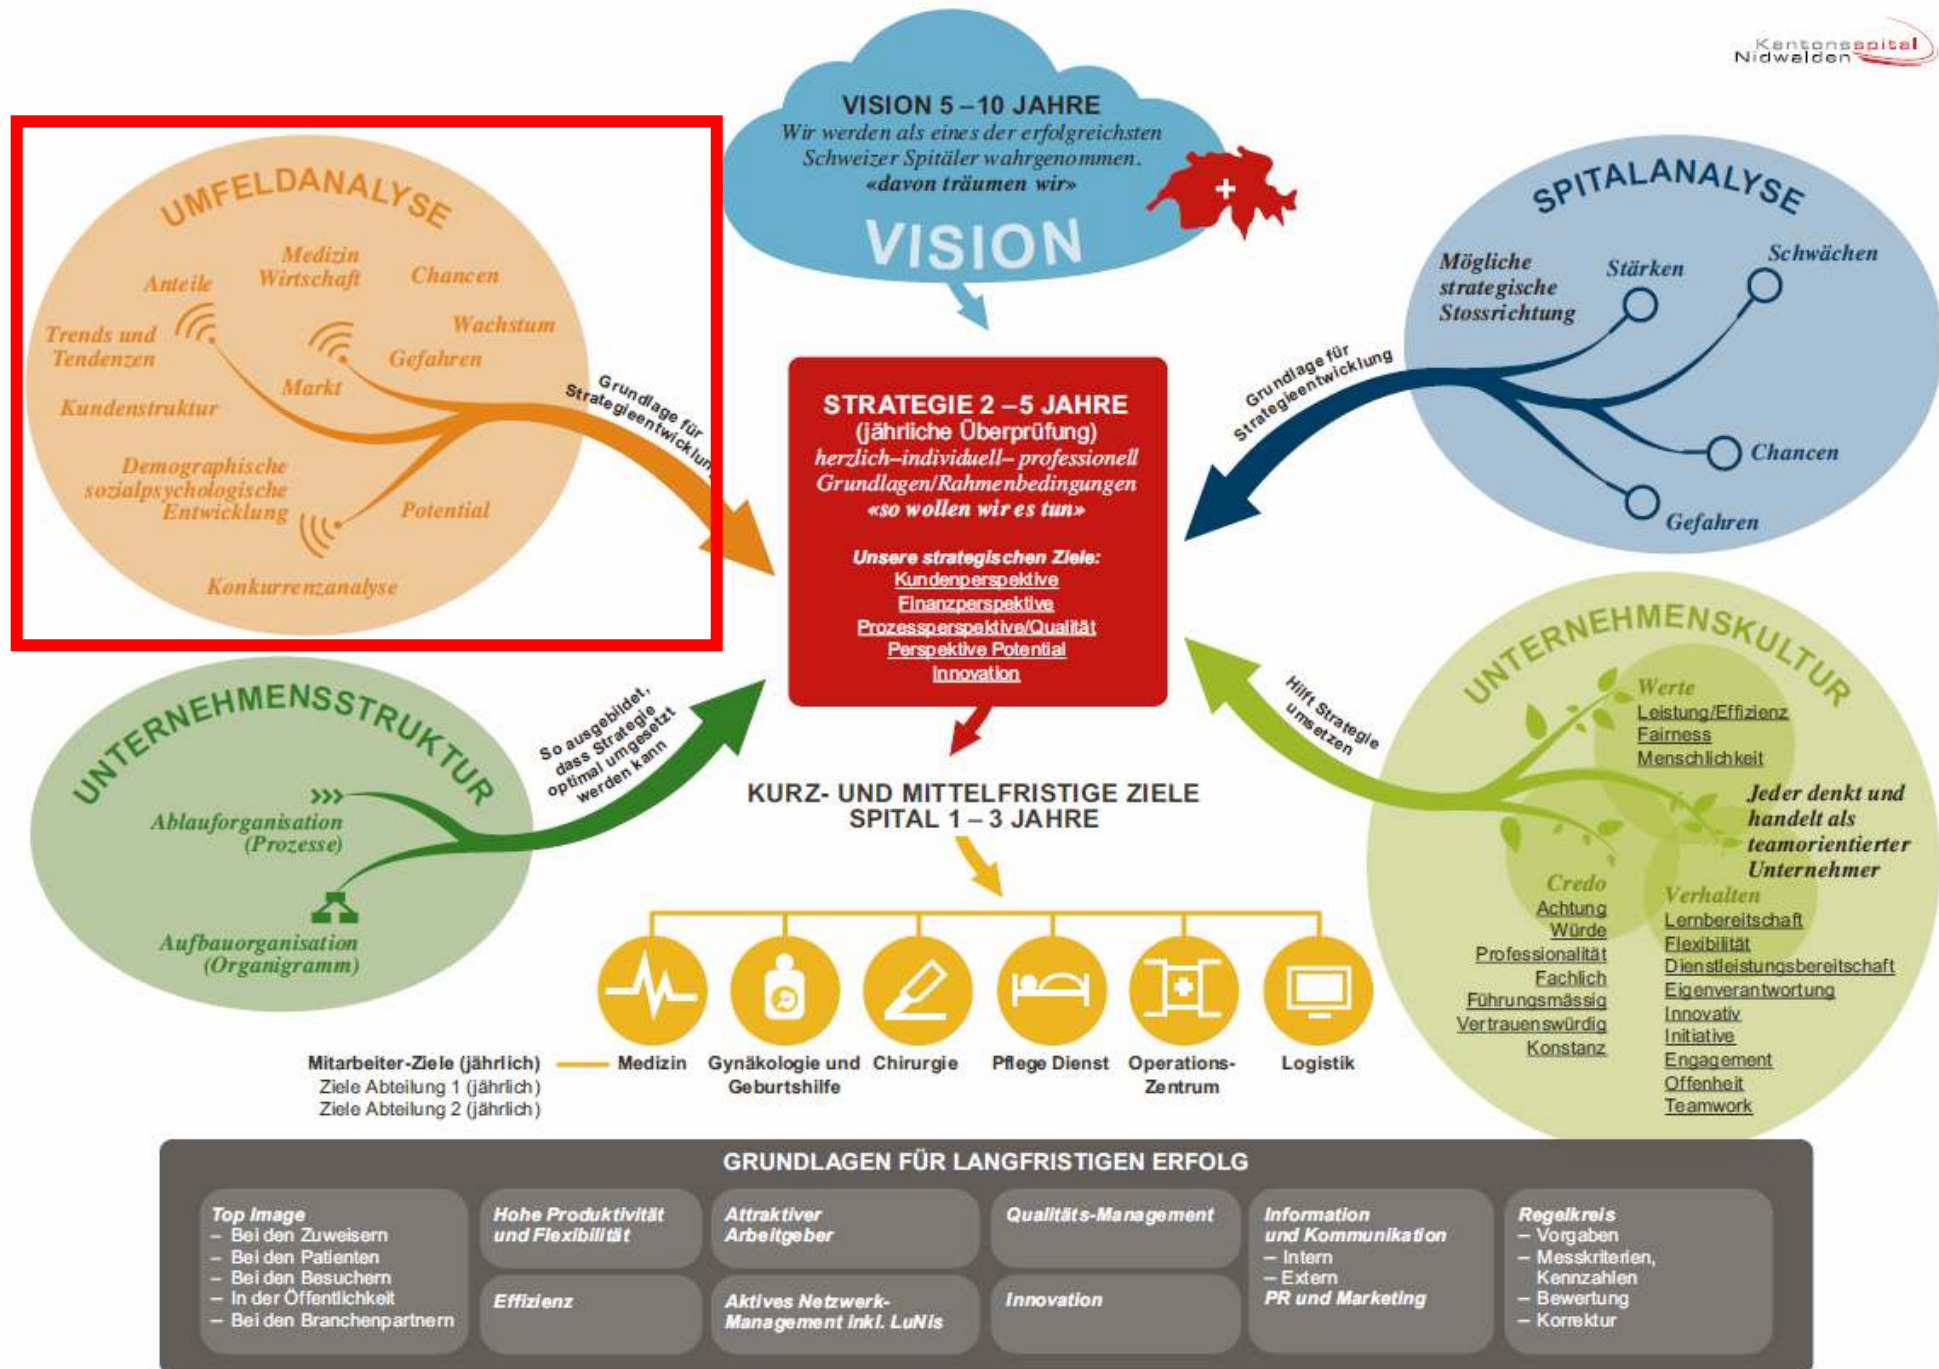 Kantonsspital
Nidwalden
VISION 5 – 10 JAHRE
Wir werden als eines der erfolgreichsten
Schweizer Spitäler wahrgenommen.
«davon träumen wir»
VISION
UMFELDANALYSE
Medizin
Wirtschaft
Anteile
Chancen
Trends und
Tendenzen
Wachstum
Gefahren
Markt
Kundenstruktur
Demographische
sozialpsychologische
Entwicklung
Potential
Konkurrenzanalyse
Grundlage für
Strategieentwicklung
STRATEGIE 2 – 5 JAHRE
(jährliche Überprüfung)
herzlich–individuell– professionell
Grundlagen/Rahmenbedingungen
«so wollen wir es tun»
Unsere strategischen Ziele:
Kundenperspektive
Finanzperspektive
Prozessperspektive/Qualität
Perspektive Potential
Innovation
SPITALANALYSE
Mögliche
strategische
Stossrichtung
Stärken
Schwächen
Chancen
Gefahren
Grundlage für
Strategieentwicklung
UNTERNEHMENSSTRUKTUR
Ablauforganisation
(Prozesse)
Aufbauorganisation
(Organigramm)
So ausgebildet,
dass Strategie
optimal umgesetzt
werden kann
UNTERNEHMENSKULTUR
Hilft Strategie
umsetzen
Werte
Leistung/Effizienz
Fairness
Menschlichkeit
Jeder denkt und
handelt als
teamorientierter
Unternehmer
Credo
Achtung
Würde
Professionalität
Fachlich
Führungsmässig
Vertrauenswürdig
Konstanz
Verhalten
Lernbereitschaft
Flexibilität
Dienstleistungsbereitschaft
Eigenverantwortung
Innovativ
Initiative
Engagement
Offenheit
Teamwork
KURZ- UND MITTELFRISTIGE ZIELE
SPITAL 1 – 3 JAHRE
Mitarbeiter-Ziele (jährlich)
Ziele Abteilung 1 (jährlich)
Ziele Abteilung 2 (jährlich)
Medizin
Gynäkologie und
Geburtshilfe
Chirurgie
Pflege Dienst
Operations-
Zentrum
Logistik
GRUNDLAGEN FÜR LANGFRISTIGEN ERFOLG
Top Image
– Bei den Zuweisern
– Bei den Patienten
– Bei den Besuchern
– In der Öffentlichkeit
– Bei den Branchenpartnern
Hohe Produktivität
und Flexibilität
Effizienz
Attraktiver
Arbeitgeber
Aktives Netzwerk-
Management inkl. LuNis
Qualitäts-Management
Innovation
Information
und Kommunikation
– Intern
– Extern
PR und Marketing
Regelkreis
– Vorgaben
– Messkriterien,
Kennzahlen
– Bewertung
– Korrektur